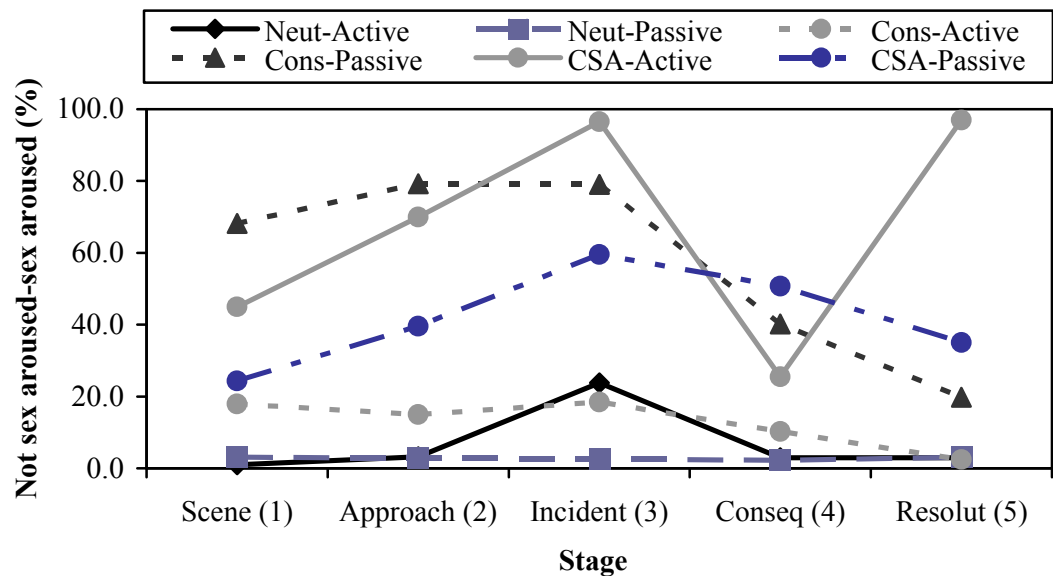 Neut-Active Neut-Passive Cons-Active
Cons-Passive CSA-Active CSA-Passive
Not sex aroused-sex aroused (%)
100.0
80.0
60.0
40.0
20.0
0.0
Scene (1) Approach (2) Incident (3) Conseq (4) Resolut (5)
Stage